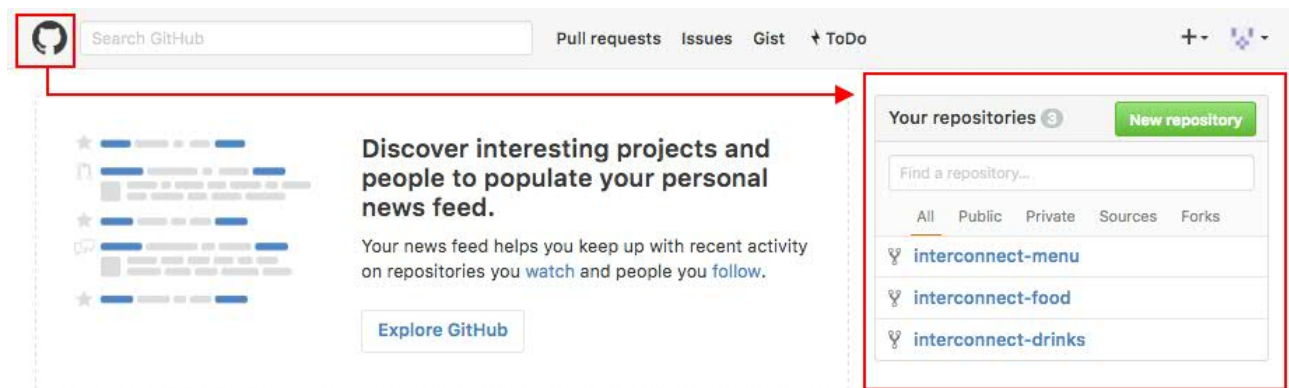 Search GitHub
Pull requests Issues Gist ToDo
Discover interesting projects and
people to populate your personal
news feed.
Your news feed helps you keep up with recent activity
on repositories you watch and people you follow.
Explore GitHub
Your repositories 3 New repository
Find a repository...
All Public Private Sources Forks
interconnect-menu
interconnect-food
interconnect-drinks